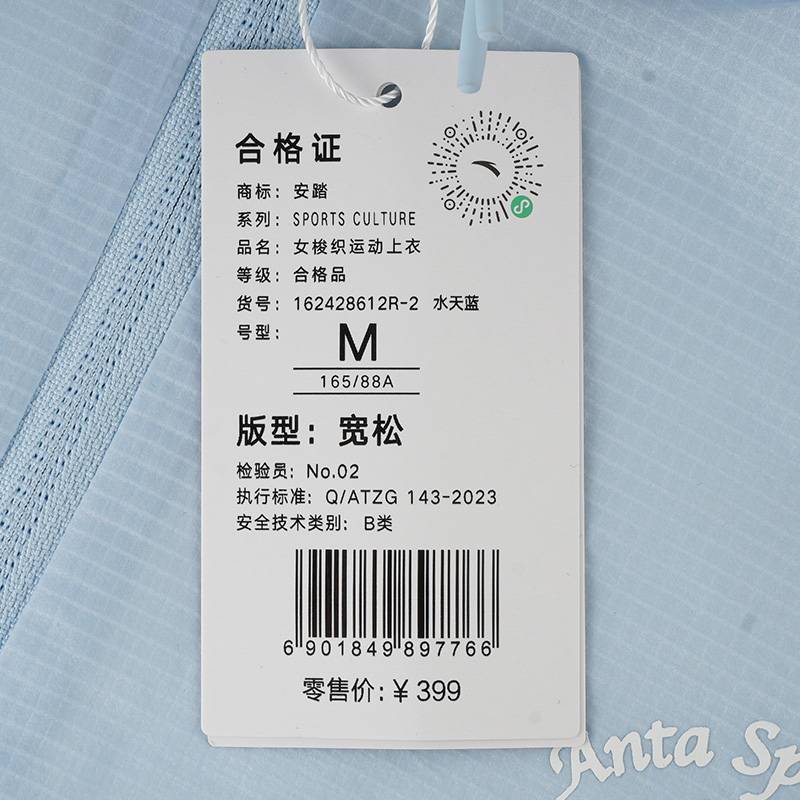 合格证
商标：安踏
系列：SPORTS CULTURE
品名：女梭织运动上衣
等级：合格品
货号：162428612R-2 水天蓝
号型：M
165/88A
版型：宽松
检验员：No.02
执行标准：Q/ATZG 143-2023
安全技术类别：B类
6 901849 897766
零售价：￥399
Anta Sp